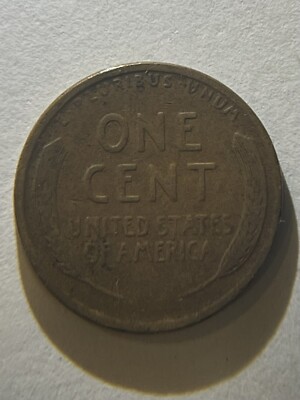 E·PLURIBUS·UNUM
ONE
CENT
UNITED STATES
OF AMERICA